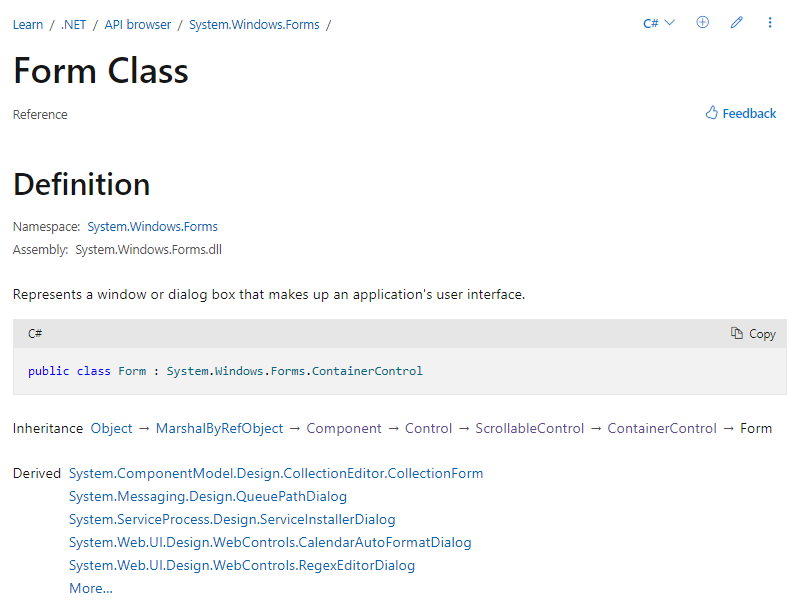 Learn / .NET / API browser / System.Windows.Forms /
C#
Form Class
Reference
Feedback
Definition
Namespace: System.Windows.Forms
Assembly: System.Windows.Forms.dll
Represents a window or dialog box that makes up an application's user interface.
C#
Copy
public class Form : System.Windows.Forms.ContainerControl
Inheritance Object → MarshalByRefObject → Component → Control → ScrollableControl → ContainerControl → Form
Derived System.ComponentModel.Design.CollectionEditor.CollectionForm
System.Messaging.Design.QueuePathDialog
System.ServiceProcess.Design.ServiceInstallerDialog
System.Web.UI.Design.WebControls.CalendarAutoFormatDialog
System.Web.UI.Design.WebControls.RegexEditorDialog
More...